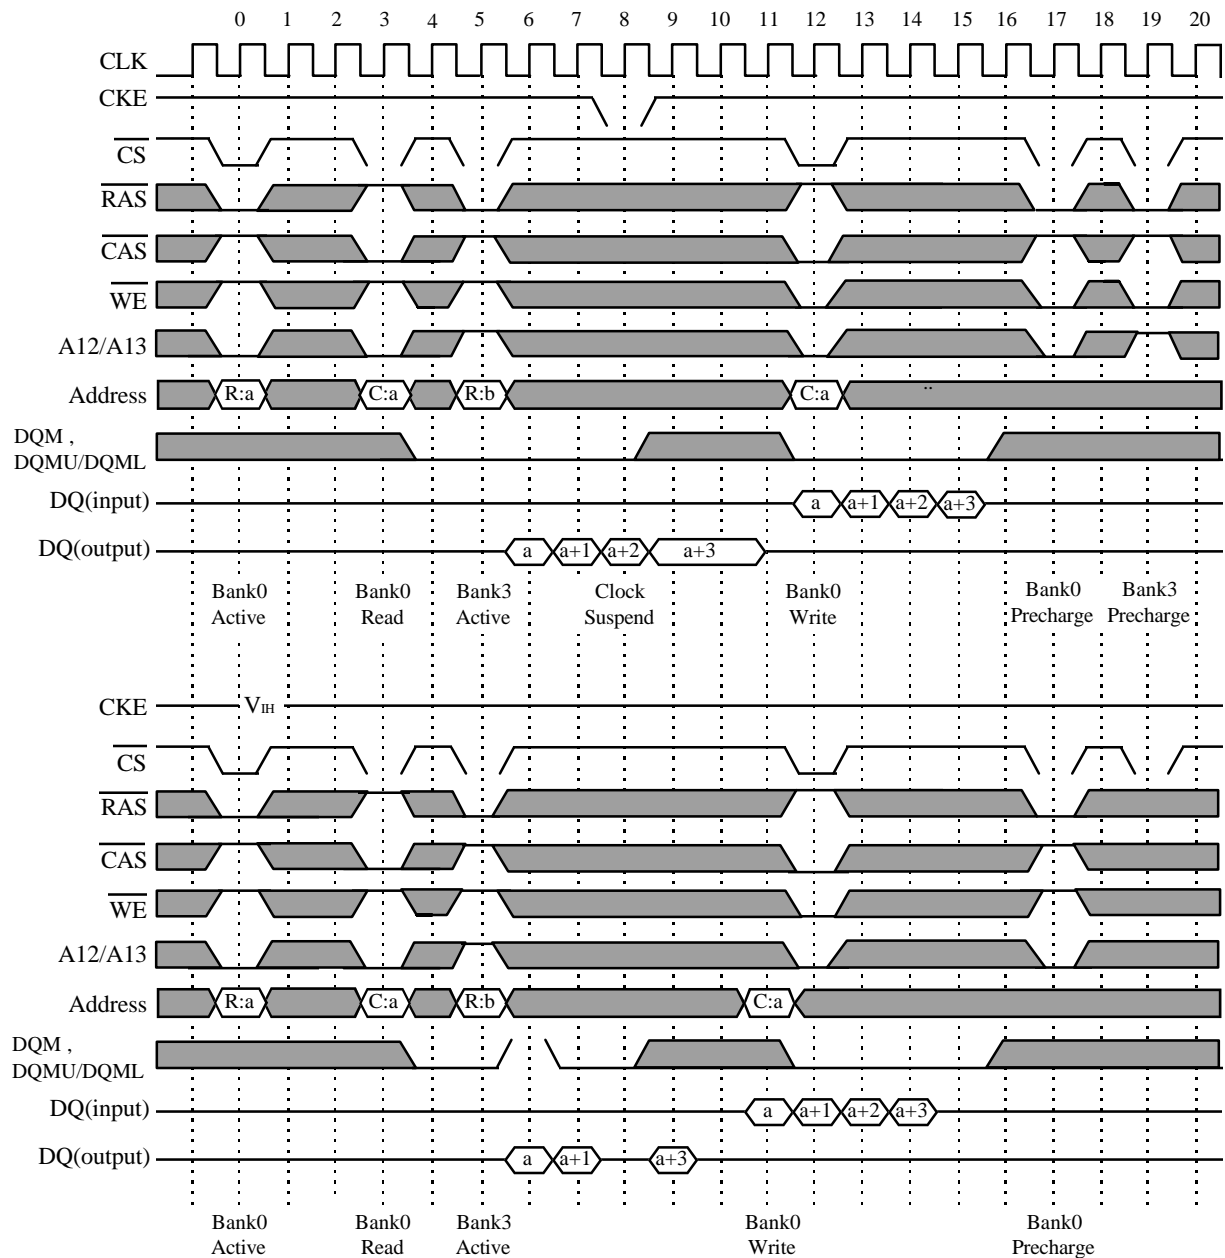 0 1 2 3 4 5 6 7 8 9 10 11 12 13 14 15 16 17 18 19 20
CLK
CKE
CS
RAS
CAS
WE
A12/A13
Address R:a C:a R:b C:a
DQM ,
DQMU/DQML
DQ(input) a a+1 a+2 a+3
DQ(output) a a+1 a+2 a+3
Bank0 Bank0 Bank3 Clock Bank0 Bank0 Bank3
Active Read Active Suspend Write Precharge Precharge
CKE VIH
CS
RAS
CAS
WE
A12/A13
Address R:a C:a R:b C:a
DQM ,
DQMU/DQML
DQ(input) a a+1 a+2 a+3
DQ(output) a a+1 a+3
Bank0 Bank0 Bank3 Bank0 Bank0
Active Read Active Write Precharge